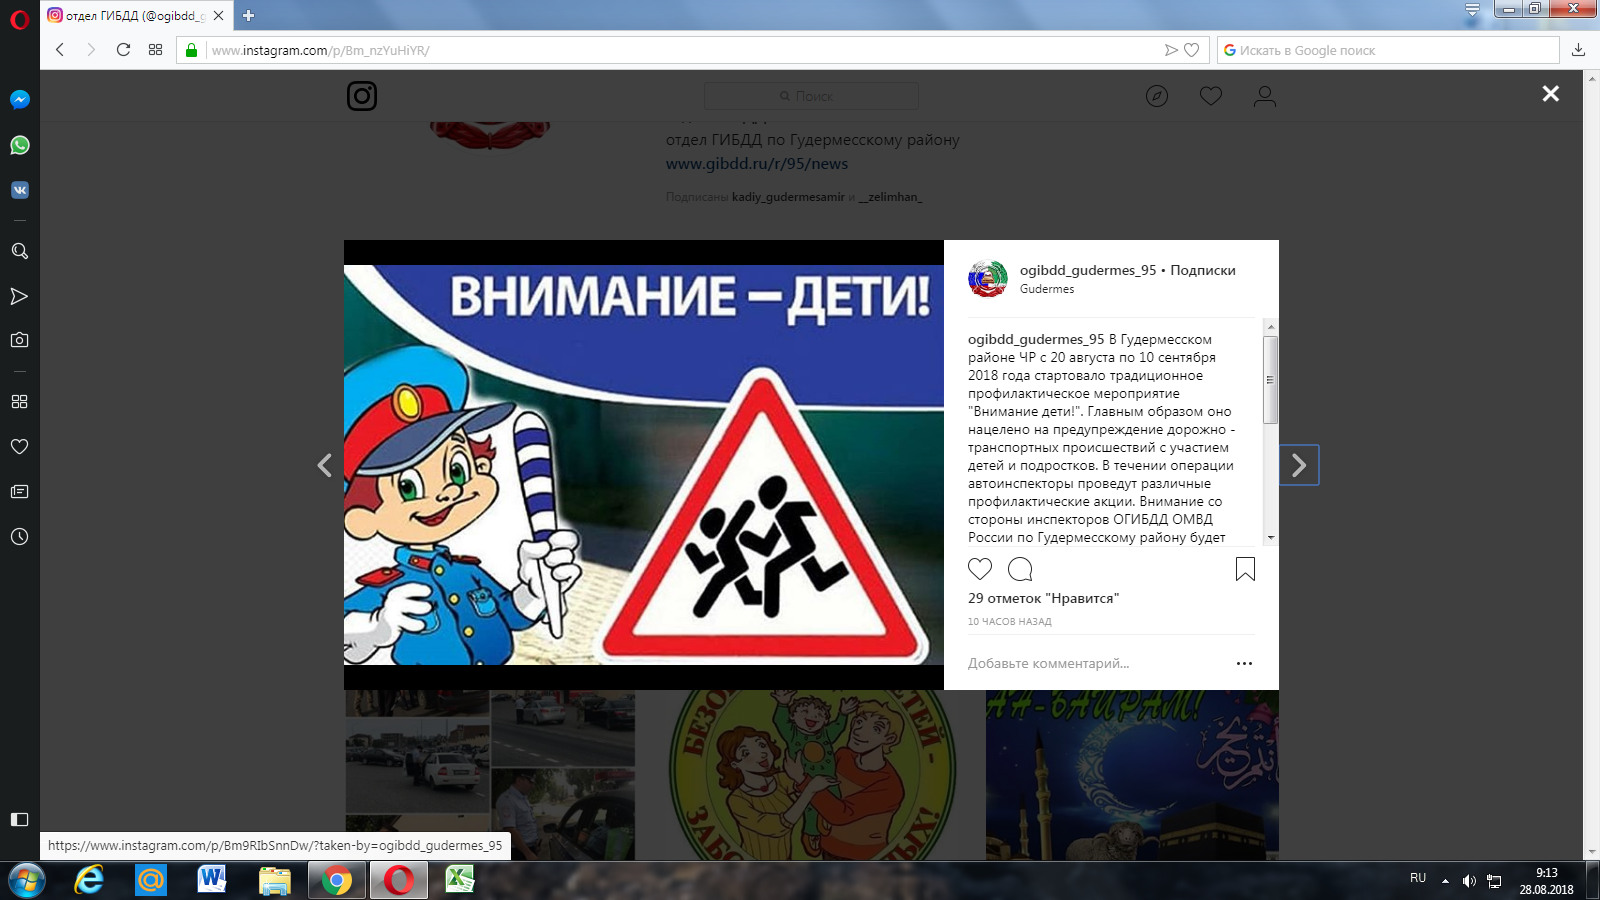 отдел ГИБДД (@ogibdd_g
www.instagram.com/p/Bm_nzYuHiYR/
Искать в Google поиск
Поиск
отдел ГИБДД по Гудермесскому району
www.gibdd.ru/r/95/news
Подписаны kadiy_gudermesamir и __zelimhan_
ВНИМАНИЕ – ДЕТИ!
ogibdd_gudermes_95 • Подписки
Gudermes
ogibdd_gudermes_95 В Гудермесском
районе ЧР с 20 августа по 10 сентября
2018 года стартовало традиционное
профилактическое мероприятие
"Внимание дети!". Главным образом оно
нацелено на предупреждение дорожно -
транспортных происшествий с участием
детей и подростков. В течении операции
автоинспекторы проведут различные
профилактические акции. Внимание со
стороны инспекторов ОГИБДД ОМВД
России по Гудермесскому району будет
29 отметок "Нравится"
10 ЧАСОВ НАЗАД
Добавьте комментарий...
АН-БАЙРАМ!
https://www.instagram.com/p/Bm9RIbSnnDw/?taken-by=ogibdd_gudermes_95
RU
9:13
28.08.2018